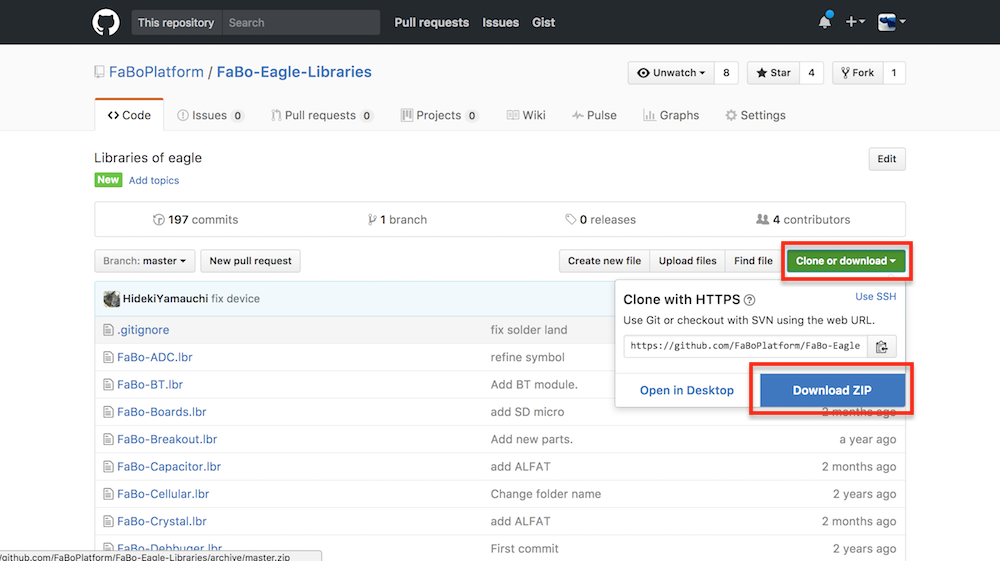 This repository Search Pull requests Issues Gist
FaBoPlatform / FaBo-Eagle-Libraries Unwatch 8 Star 4 Fork 1
Code Issues 0 Pull requests 0 Projects 0 Wiki Pulse Graphs Settings
Libraries of eagle Edit
New Add topics
197 commits 1 branch 0 releases 4 contributors
Branch: master New pull request Create new file Upload files Find file Clone or download
HidekiYamauchi fix device
Clone with HTTPS ? Use SSH
Use Git or checkout with SVN using the web URL.
https://github.com/FaBoPlatform/FaBo-Eagle
Open in Desktop Download ZIP
.gitignore fix solder land
FaBo-ADC.lbr refine symbol
FaBo-BT.lbr Add BT module.
FaBo-Boards.lbr add SD micro 2 months ago
FaBo-Breakout.lbr Add new parts. a year ago
FaBo-Capacitor.lbr add ALFAT 2 months ago
FaBo-Cellular.lbr Change folder name 2 years ago
FaBo-Crystal.lbr add ALFAT 2 months ago
FaBo-Debbuger.lbr First commit 2 years ago
/github.com/FaBoPlatform/FaBo-Eagle-Libraries/archive/master.zip